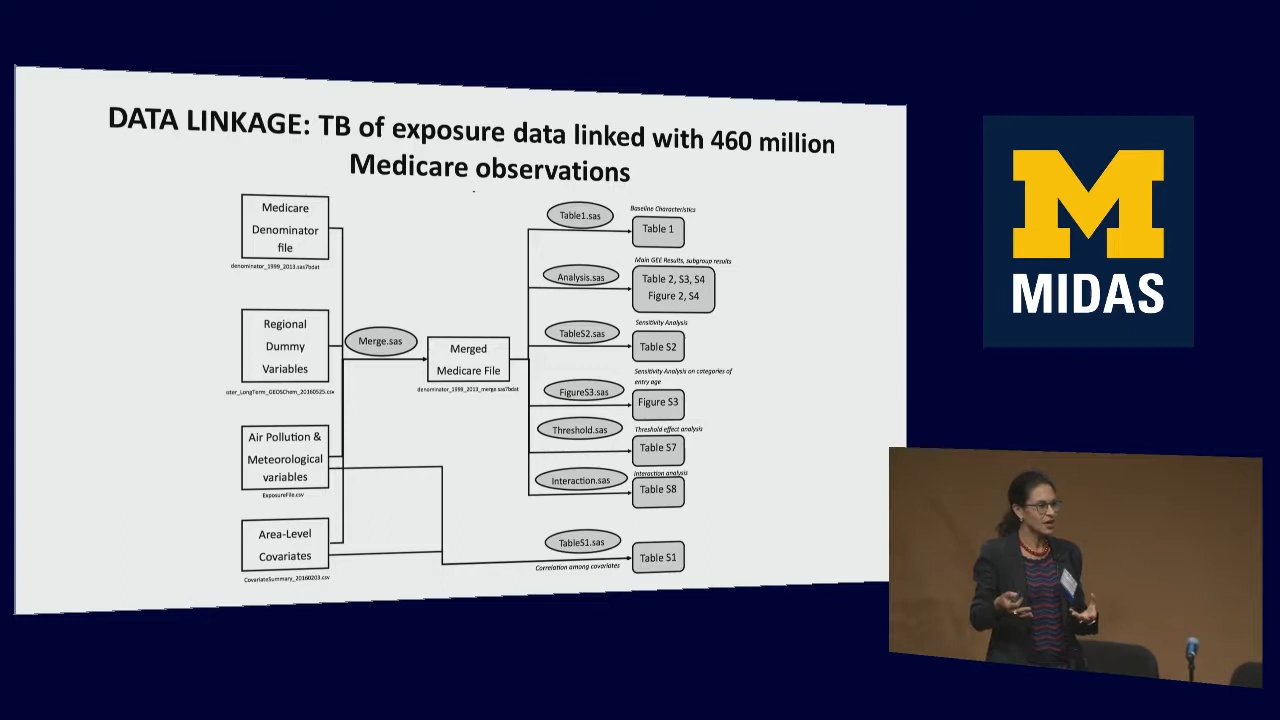 DATA LINKAGE: TB of exposure data linked with 460 million
Medicare observations
Medicare
Denominator
file
denominator_1999_2013.sas7bdat
Regional
Dummy
Variables
ater_LongTerm_GEOSChem_20160525.csv
Air Pollution &
Meteorological
variables
ExposureFile.csv
Area-Level
Covariates
CovariateSummary_20160203.csv
Merge.sas
Merged
Medicare File
denominator_1999_2013_merge.sas7bdat
Table1.sas
Baseline Characteristics
Table 1
Analysis.sas
Main GEE Results, subgroup results
Table 2, S3, S4
Figure 2, S4
TableS2.sas
Sensitivity Analysis
Table S2
FigureS3.sas
Sensitivity Analysis on categories of
entry age
Figure S3
Threshold.sas
Threshold effect analysis
Table S7
Interaction.sas
Interaction analysis
Table S8
TableS1.sas
Correlation among covariates
Table S1
M
MIDAS